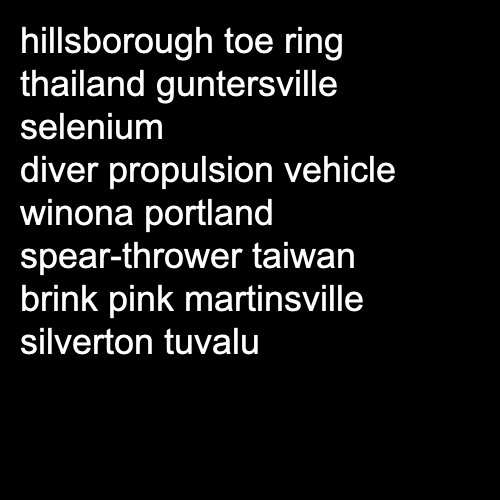 hillsborough toe ring
thailand guntersville
selenium
diver propulsion vehicle
winona portland
spear-thrower taiwan
brink pink martinsville
silverton tuvalu